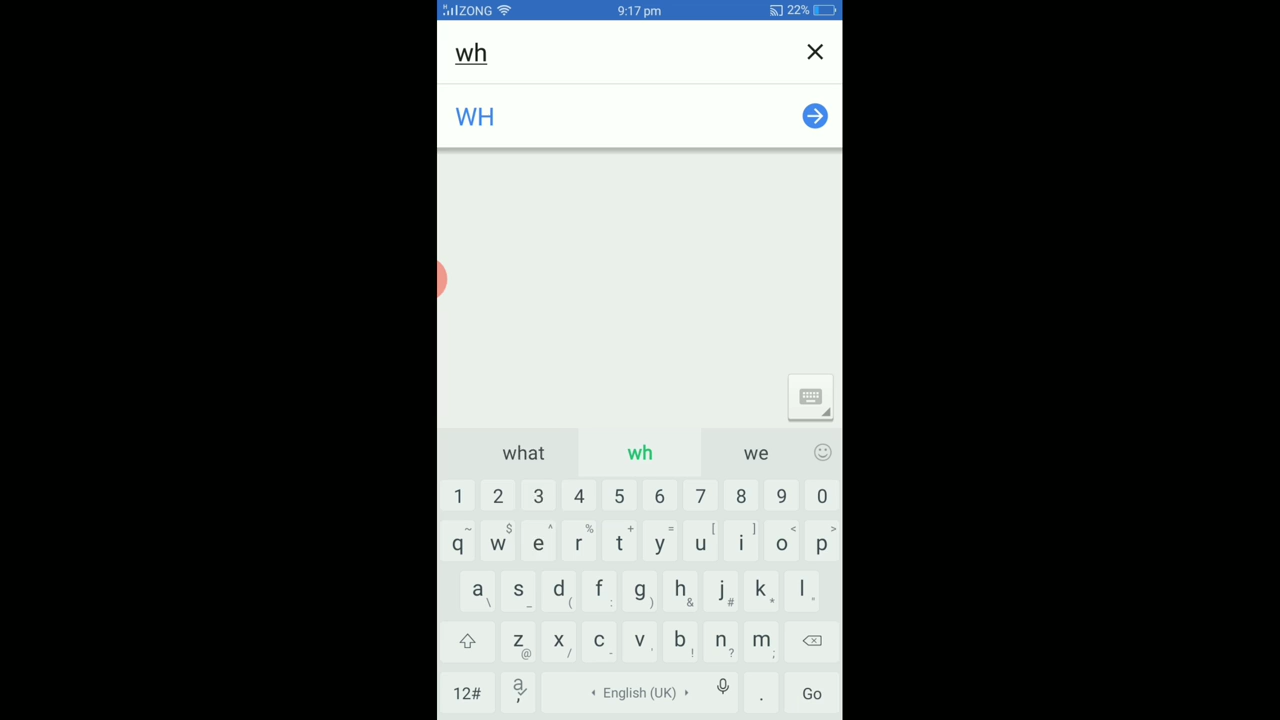 H ZONG 9:17 pm 22%
wh
WH
what wh we
1 2 3 4 5 6 7 8 9 0
~ $ ^ % + = [ ] < >
q w e r t y u i o p
a s d f g h j k l
\ _ ( : ) & # * "
z x c v b n m
@ / - ' ! ? ;
12# a , English (UK) . Go